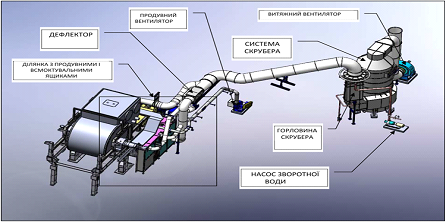 ПРОДУВНИЙ
ВЕНТИЛЯТОР
ВИТЯЖНИЙ ВЕНТИЛЯТОР
ДЕФЛЕКТОР
СИСТЕМА
СКРУБЕРА
ДІЛЯНКА З ПРОДУВНИМИ І
ВСМОКТУВАЛЬНИМИ
ЯЩИКАМИ
ГОРЛОВИНА
СКРУБЕРА
НАСОС ЗВОРОТНОЇ
ВОДИ